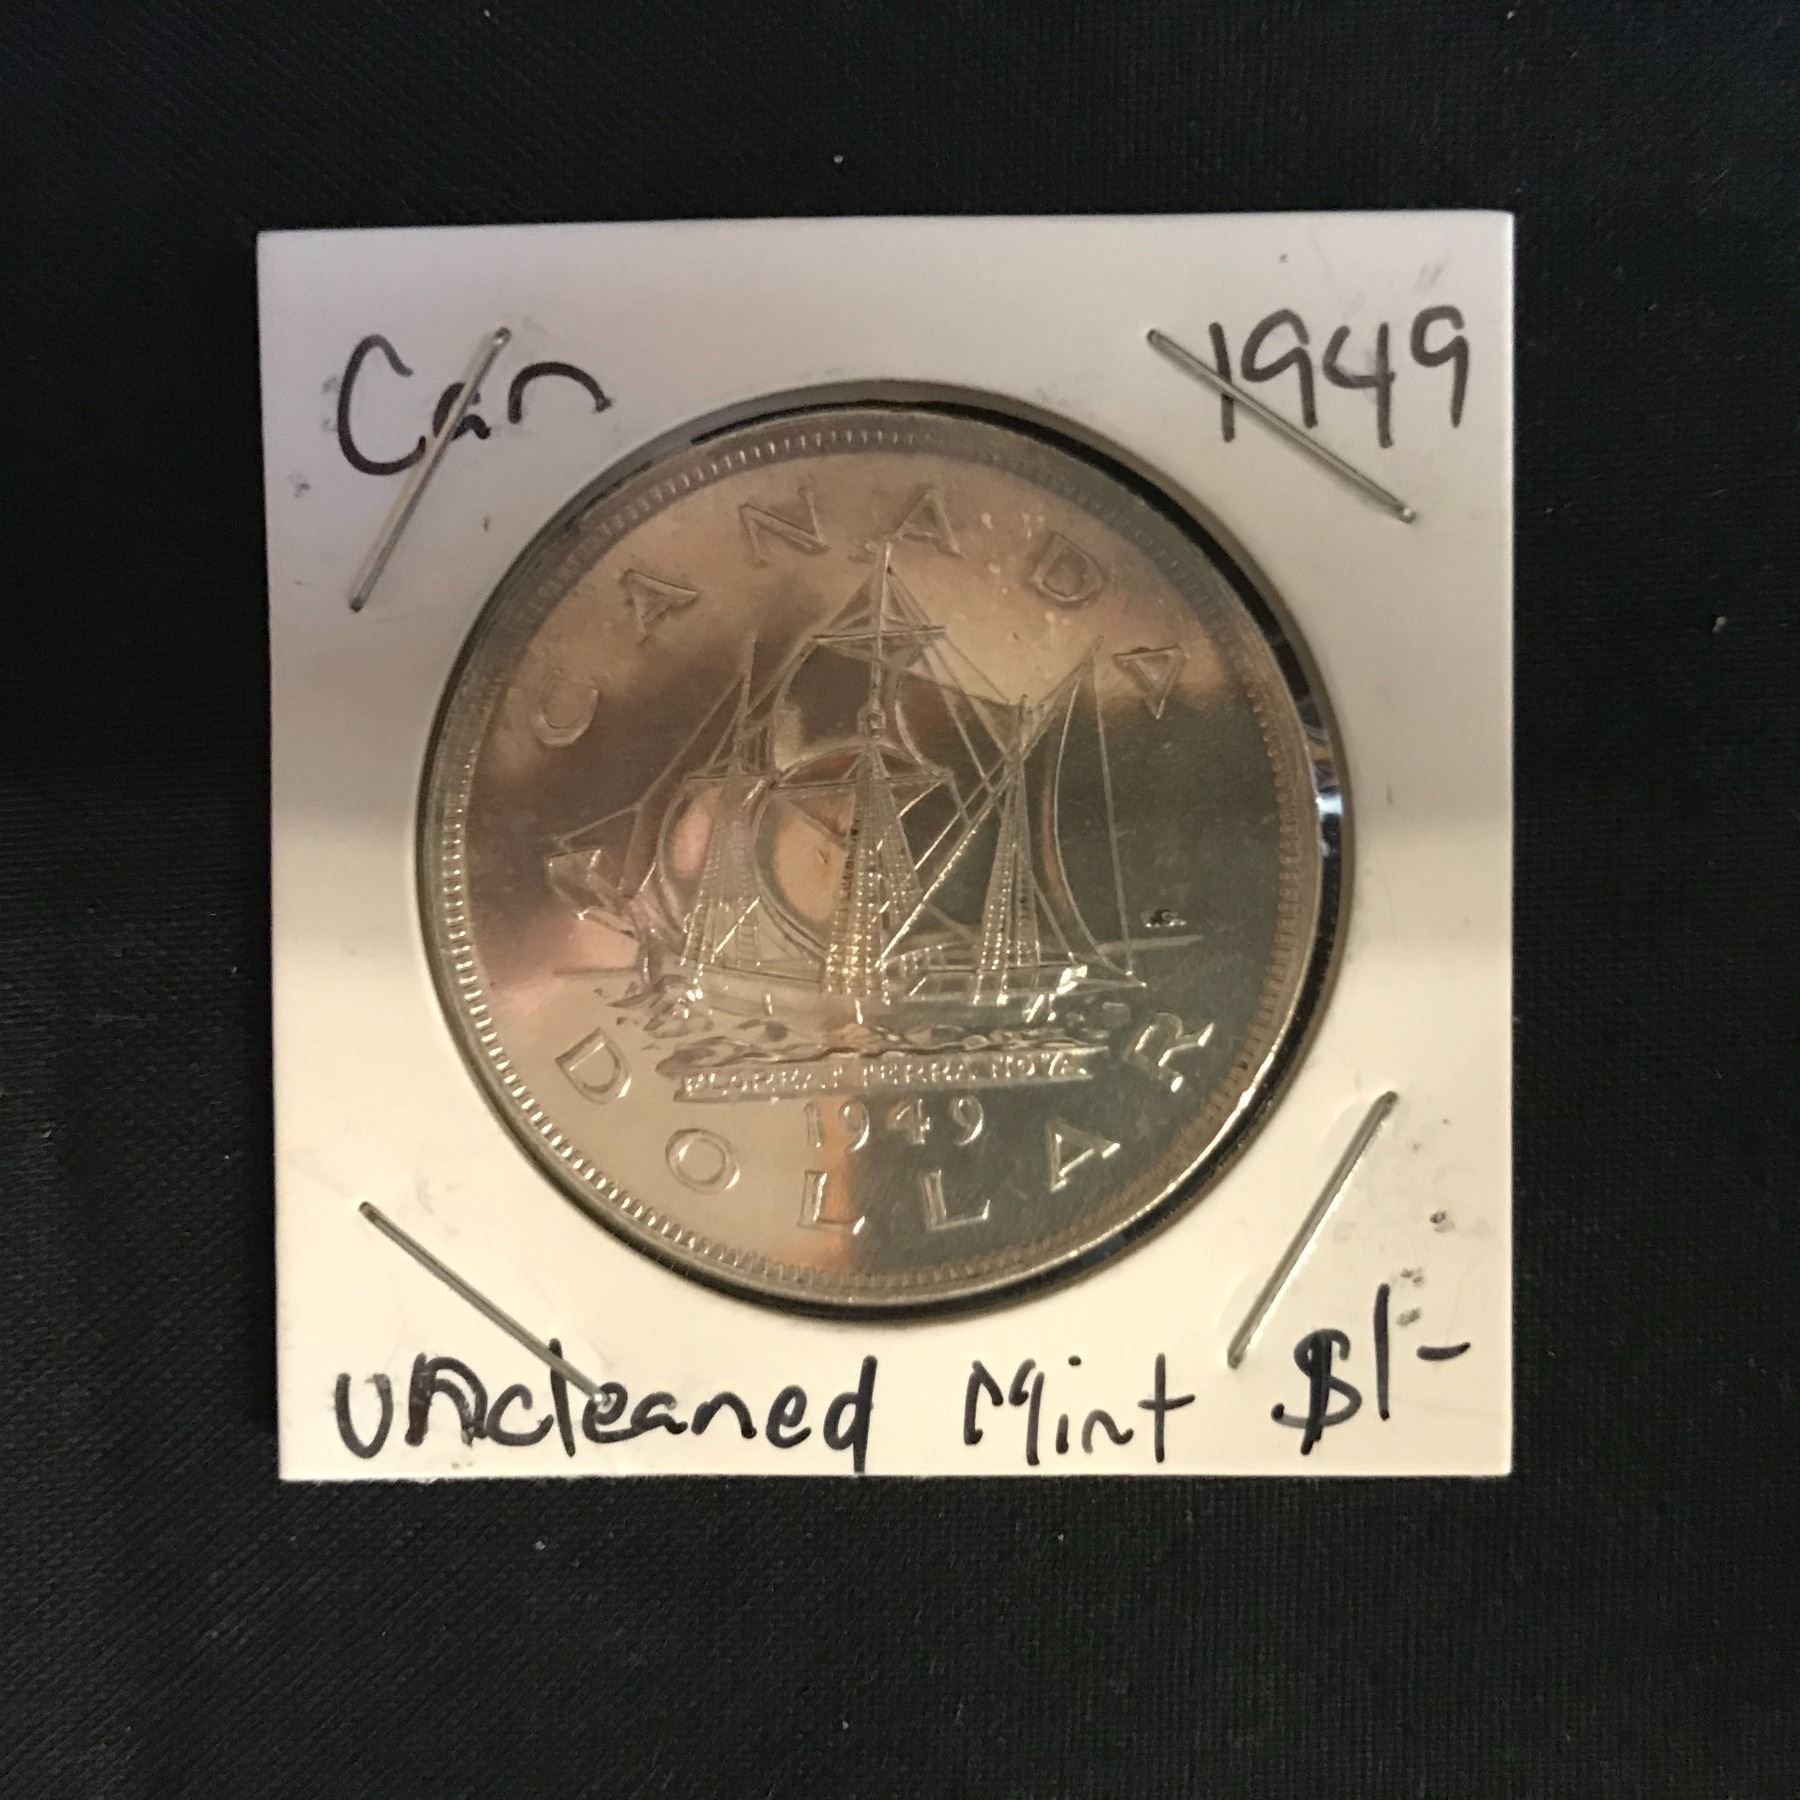 Can 1949
CANADA
T.S.
FLOREAT TERRA NOVA
1949
DOLLAR
uncleaned Mint $1-